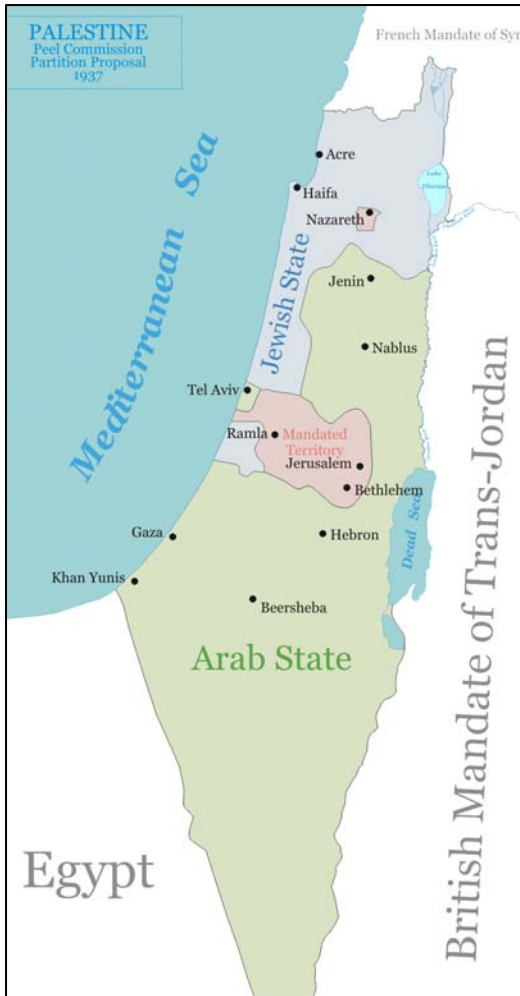 PALESTINE
Peel Commission
Partition Proposal
1937
French Mandate of Syr
Mediterranean Sea
Acre
Haifa
Lake
Tiberias
Nazareth
Jewish State
Jenin
Nablus
Tel Aviv
Ramla
Mandated
Territory
Jerusalem
Bethlehem
Gaza
Hebron
Dead Sea
Khan Yunis
Beersheba
Arab State
British Mandate of Trans-Jordan
Egypt